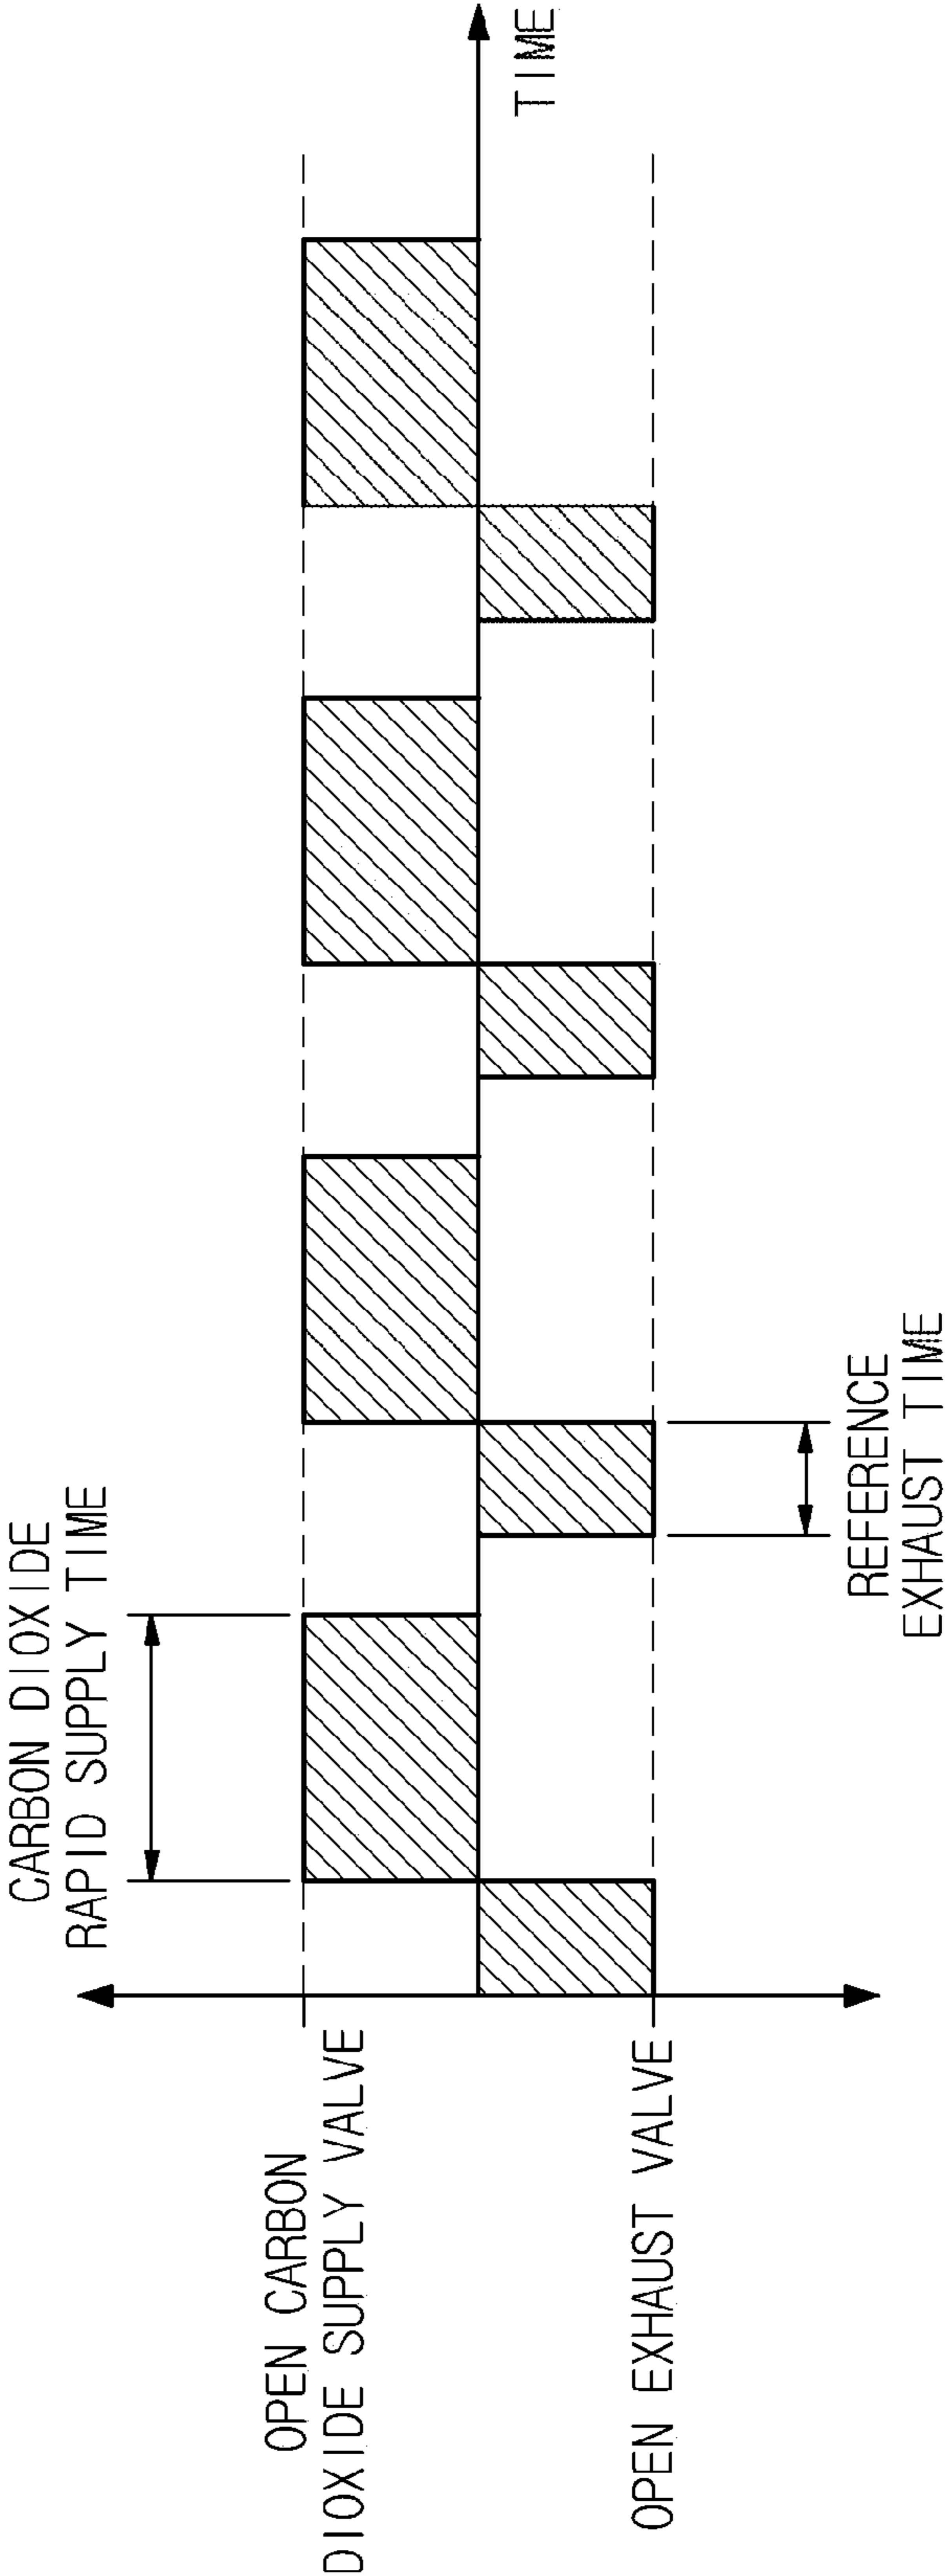 CARBON DIOXIDE
RAPID SUPPLY TIME
OPEN CARBON
DIOXIDE SUPPLY VALVE
TIME
OPEN EXHAUST VALVE
REFERENCE
EXHAUST TIME